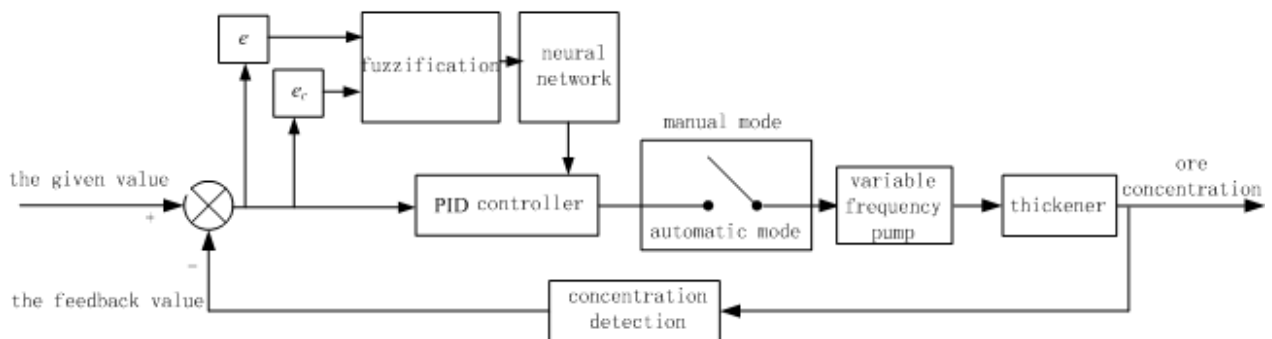 e
fuzzification
neural
network
e_c
manual mode
the given value
+
PID controller
automatic mode
variable
frequency
pump
thickener
ore
concentration
−
the feedback value
concentration
detection